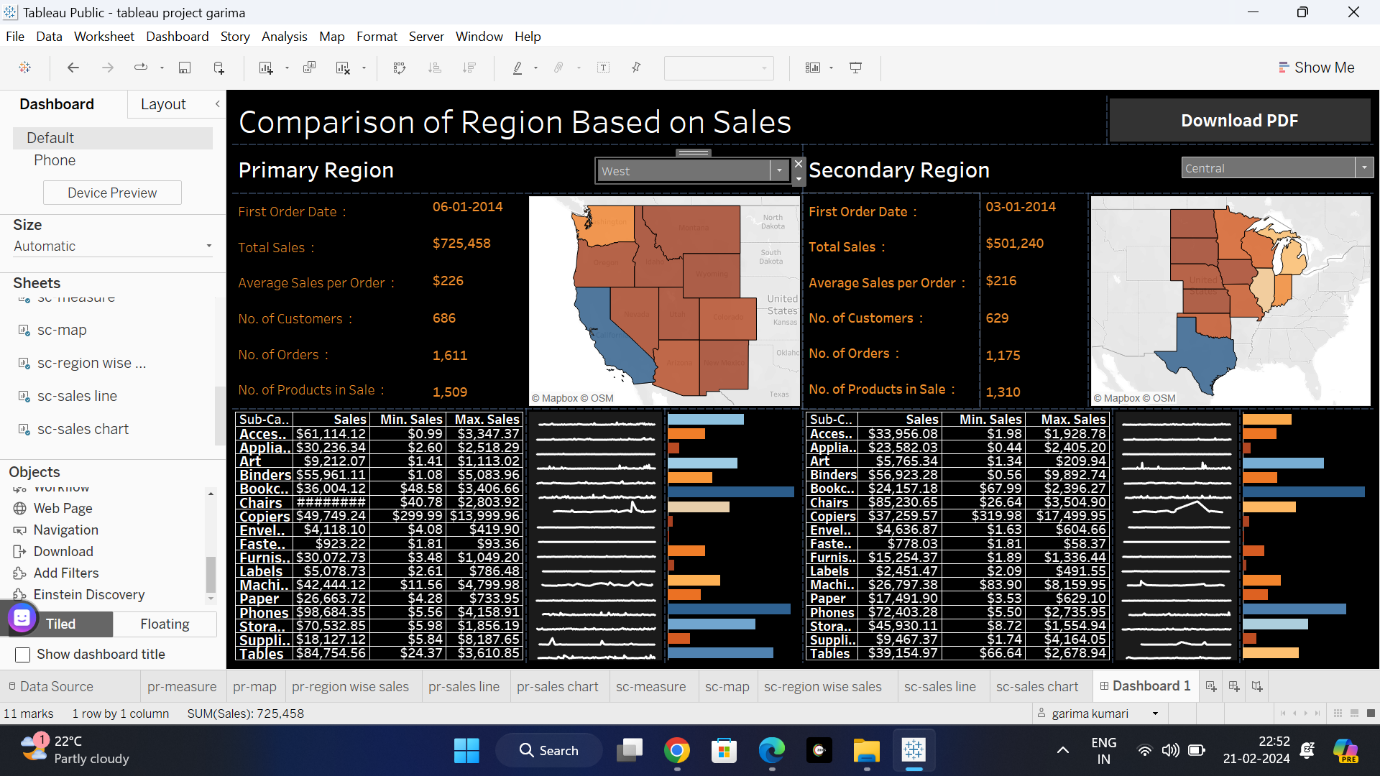 Tableau Public - tableau project garima
File Data Worksheet Dashboard Story Analysis Map Format Server Window Help
Show Me
Dashboard Layout
Default
Phone
Device Preview
Size
Automatic
Sheets
sc-measure
sc-map
sc-region wise ...
sc-sales line
sc-sales chart
Objects
Workflow
Web Page
Navigation
Download
Add Filters
Einstein Discovery
Tiled Floating
Show dashboard title
Comparison of Region Based on Sales
Download PDF
Primary Region
West
First Order Date : 06-01-2014
Total Sales : $725,458
Average Sales per Order : $226
No. of Customers : 686
No. of Orders : 1,611
No. of Products in Sale : 1,509
North Dakota
South Dakota
United States
Kansas
Texas
© Mapbox © OSM
Secondary Region
Central
First Order Date : 03-01-2014
Total Sales : $501,240
Average Sales per Order : $216
No. of Customers : 629
No. of Orders : 1,175
No. of Products in Sale : 1,310
© Mapbox © OSM
Sub-Ca.. Sales Min. Sales Max. Sales
Acces.. $61,114.12 $0.99 $3,347.37
Applia.. $30,236.34 $2.60 $2,518.29
Art $9,212.07 $1.41 $1,113.02
Binders $55,961.11 $1.08 $5,083.96
Bookc.. $36,004.12 $48.58 $3,406.66
Chairs ######## $40.78 $2,803.92
Copiers $49,749.24 $299.99 $13,999.96
Envel.. $4,118.10 $4.08 $419.90
Faste.. $923.22 $1.81 $93.36
Furnis.. $30,072.73 $3.48 $1,049.20
Labels $5,078.73 $2.61 $786.48
Machi.. $42,444.12 $11.56 $4,799.98
Paper $26,663.72 $4.28 $733.95
Phones $98,684.35 $5.56 $4,158.91
Stora.. $70,532.85 $5.98 $1,856.19
Suppli.. $18,127.12 $5.84 $8,187.65
Tables $84,754.56 $24.37 $3,610.85
Sub-C.. Sales Min. Sales Max. Sales
Acces.. $33,956.08 $1.98 $1,928.78
Applia.. $23,582.03 $0.44 $2,405.20
Art $5,765.34 $1.34 $209.94
Binders $56,923.28 $0.56 $9,892.74
Bookc.. $24,157.18 $67.99 $2,396.27
Chairs $85,230.65 $26.64 $3,504.90
Copiers $37,259.57 $319.98 $17,499.95
Envel.. $4,636.87 $1.63 $604.66
Faste.. $778.03 $1.81 $58.37
Furnis.. $15,254.37 $1.89 $1,336.44
Labels $2,451.47 $2.09 $491.55
Machi.. $26,797.38 $83.90 $8,159.95
Paper $17,491.90 $3.53 $629.10
Phones $72,403.28 $5.50 $2,735.95
Stora.. $45,930.11 $8.72 $1,554.94
Suppli.. $9,467.37 $1.74 $4,164.05
Tables $39,154.97 $66.64 $2,678.94
Data Source pr-measure pr-map pr-region wise sales pr-sales line pr-sales chart sc-measure sc-map sc-region wise sales sc-sales line sc-sales chart Dashboard 1
11 marks 1 row by 1 column SUM(Sales): 725,458 garima kumari
1 22°C
Partly cloudy
Search
ENG
IN
22:52
21-02-2024
PRE